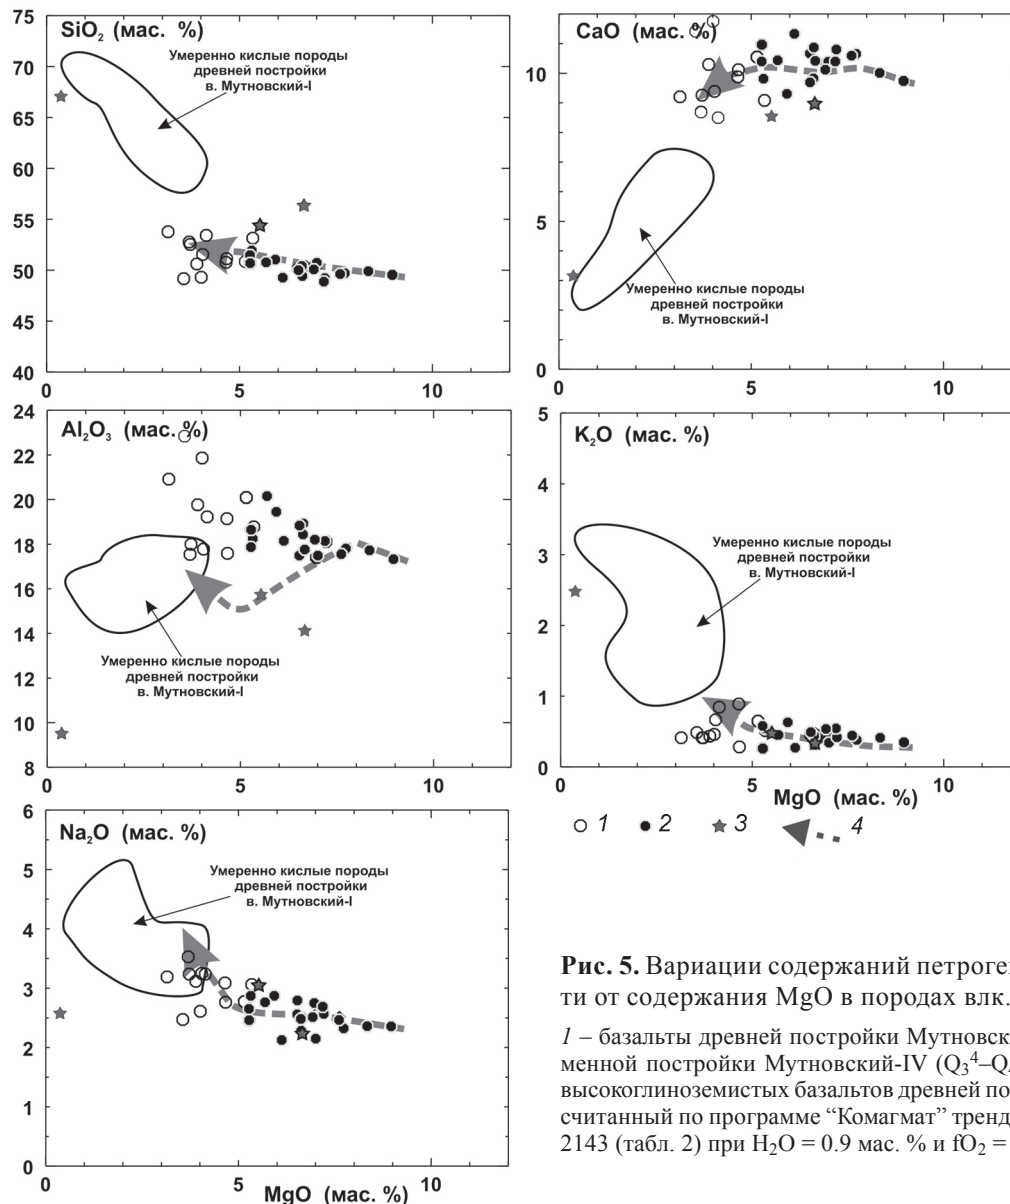 75
SiO₂ (мас. %)
70
Умеренно кислые породы
древней постройки
в. Мутновский-I
65
60
55
50
45
40
0 5 10
CaO (мас. %)
10
5
Умеренно кислые породы
древней постройки
в. Мутновский-I
0
0 5 10
24
Al₂O₃ (мас. %)
22
20
18
16
14
Умеренно кислые породы
древней постройки
в. Мутновский-I
12
10
8
0 5 10
5
K₂O (мас. %)
4
Умеренно кислые породы
древней постройки
в. Мутновский-I
3
2
1
0
0 5 10
MgO (мас. %)
1 2 3 4
6
Na₂O (мас. %)
5
Умеренно кислые породы
древней постройки
в. Мутновский-I
4
3
2
1
0
0 5 10
MgO (мас. %)
Рис. 5. Вариации содержаний петроген
ти от содержания MgO в породах влк.
1 – базальты древней постройки Мутновск
менной постройки Мутновский-IV (Q₃⁴–Q
высокоглиноземистых базальтов древней по
считанный по программе “Комагмат” тренд
2143 (табл. 2) при H₂O = 0.9 мас. % и fO₂ =